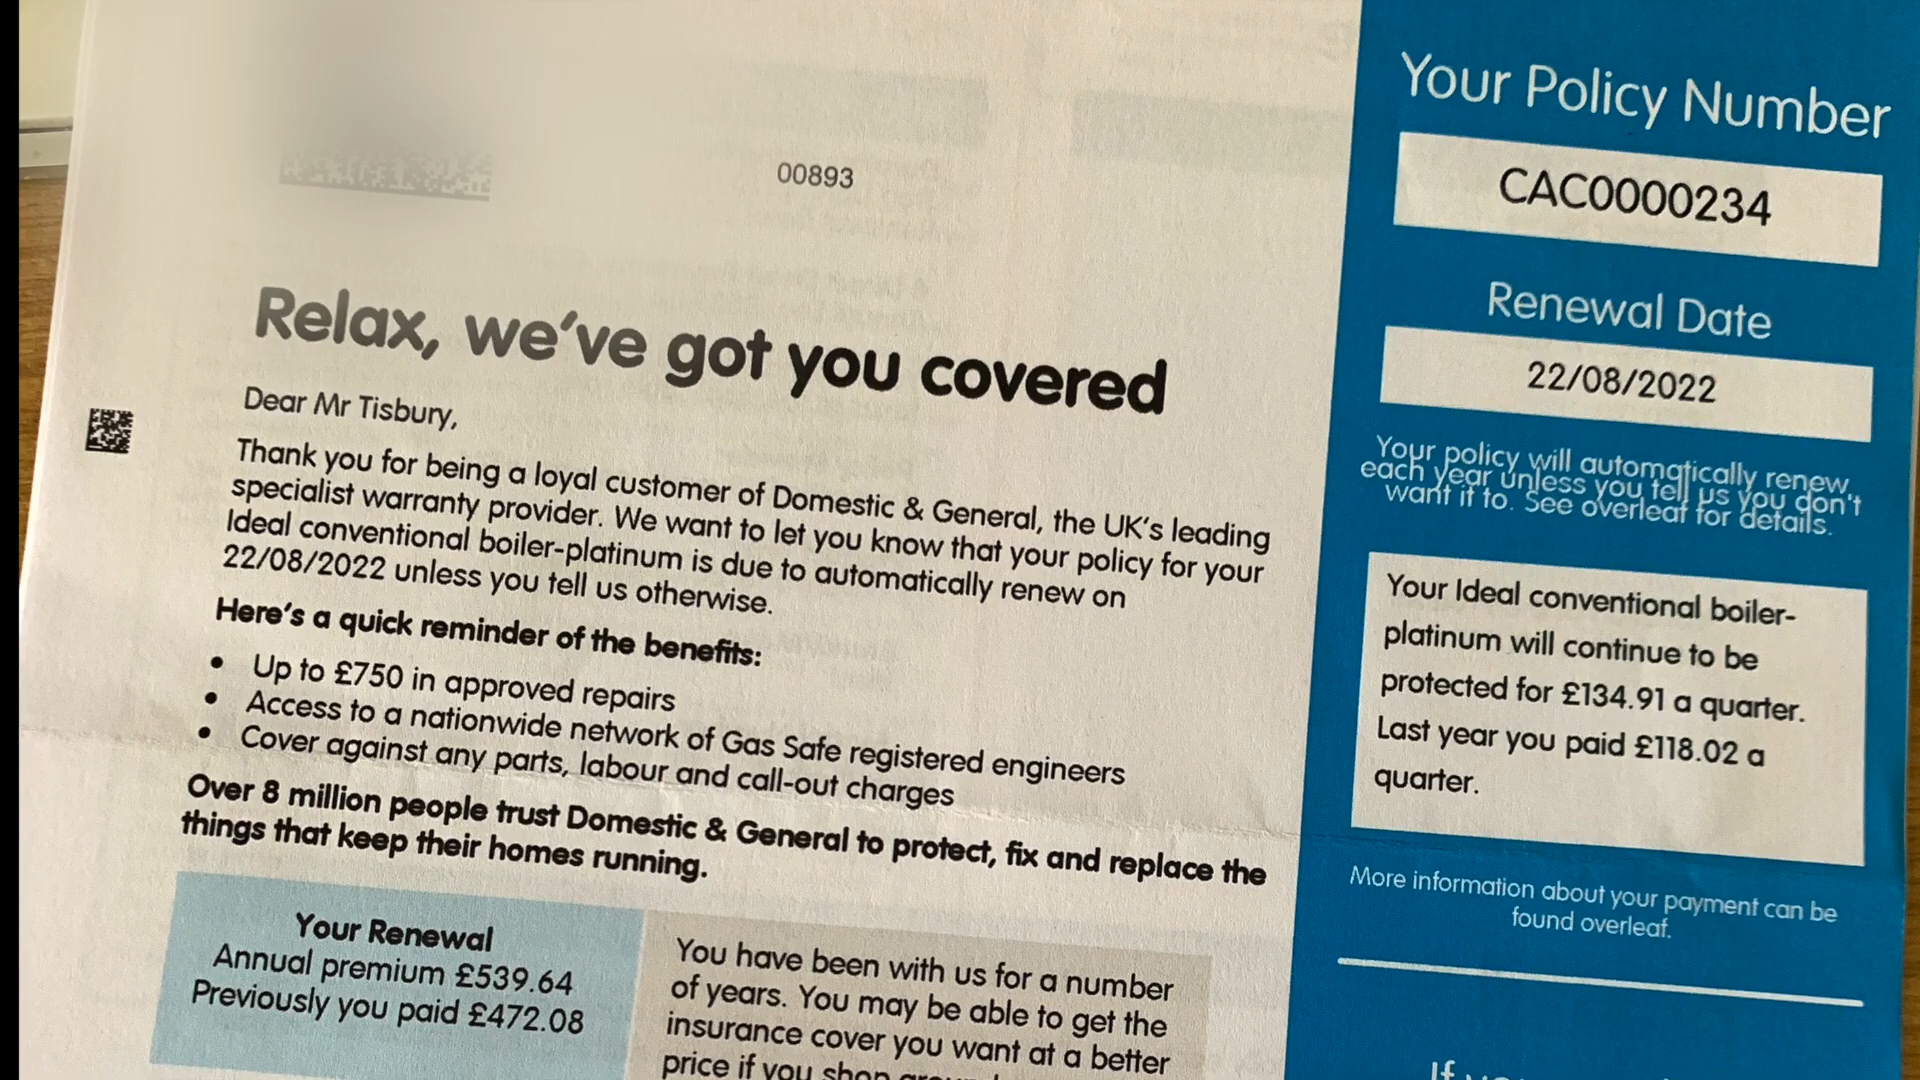 00893
Relax, we've got you covered
Dear Mr Tisbury,
Thank you for being a loyal customer of Domestic & General, the UK's leading
specialist warranty provider. We want to let you know that your policy for your
Ideal conventional boiler-platinum is due to automatically renew on
22/08/2022 unless you tell us otherwise.
Here's a quick reminder of the benefits:
• Up to £750 in approved repairs
• Access to a nationwide network of Gas Safe registered engineers
• Cover against any parts, labour and call-out charges
Over 8 million people trust Domestic & General to protect, fix and replace the
things that keep their homes running.
Your Renewal
Annual premium £539.64
Previously you paid £472.08
You have been with us for a number
of years. You may be able to get the
insurance cover you want at a better
price if you shop
Your Policy Number
CAC0000234
Renewal Date
22/08/2022
Your policy will automatically renew
each year unless you tell us you don't
want it to. See overleaf for details.
Your Ideal conventional boiler-
platinum will continue to be
protected for £134.91 a quarter.
Last year you paid £118.02 a
quarter.
More information about your payment can be
found overleaf.
If